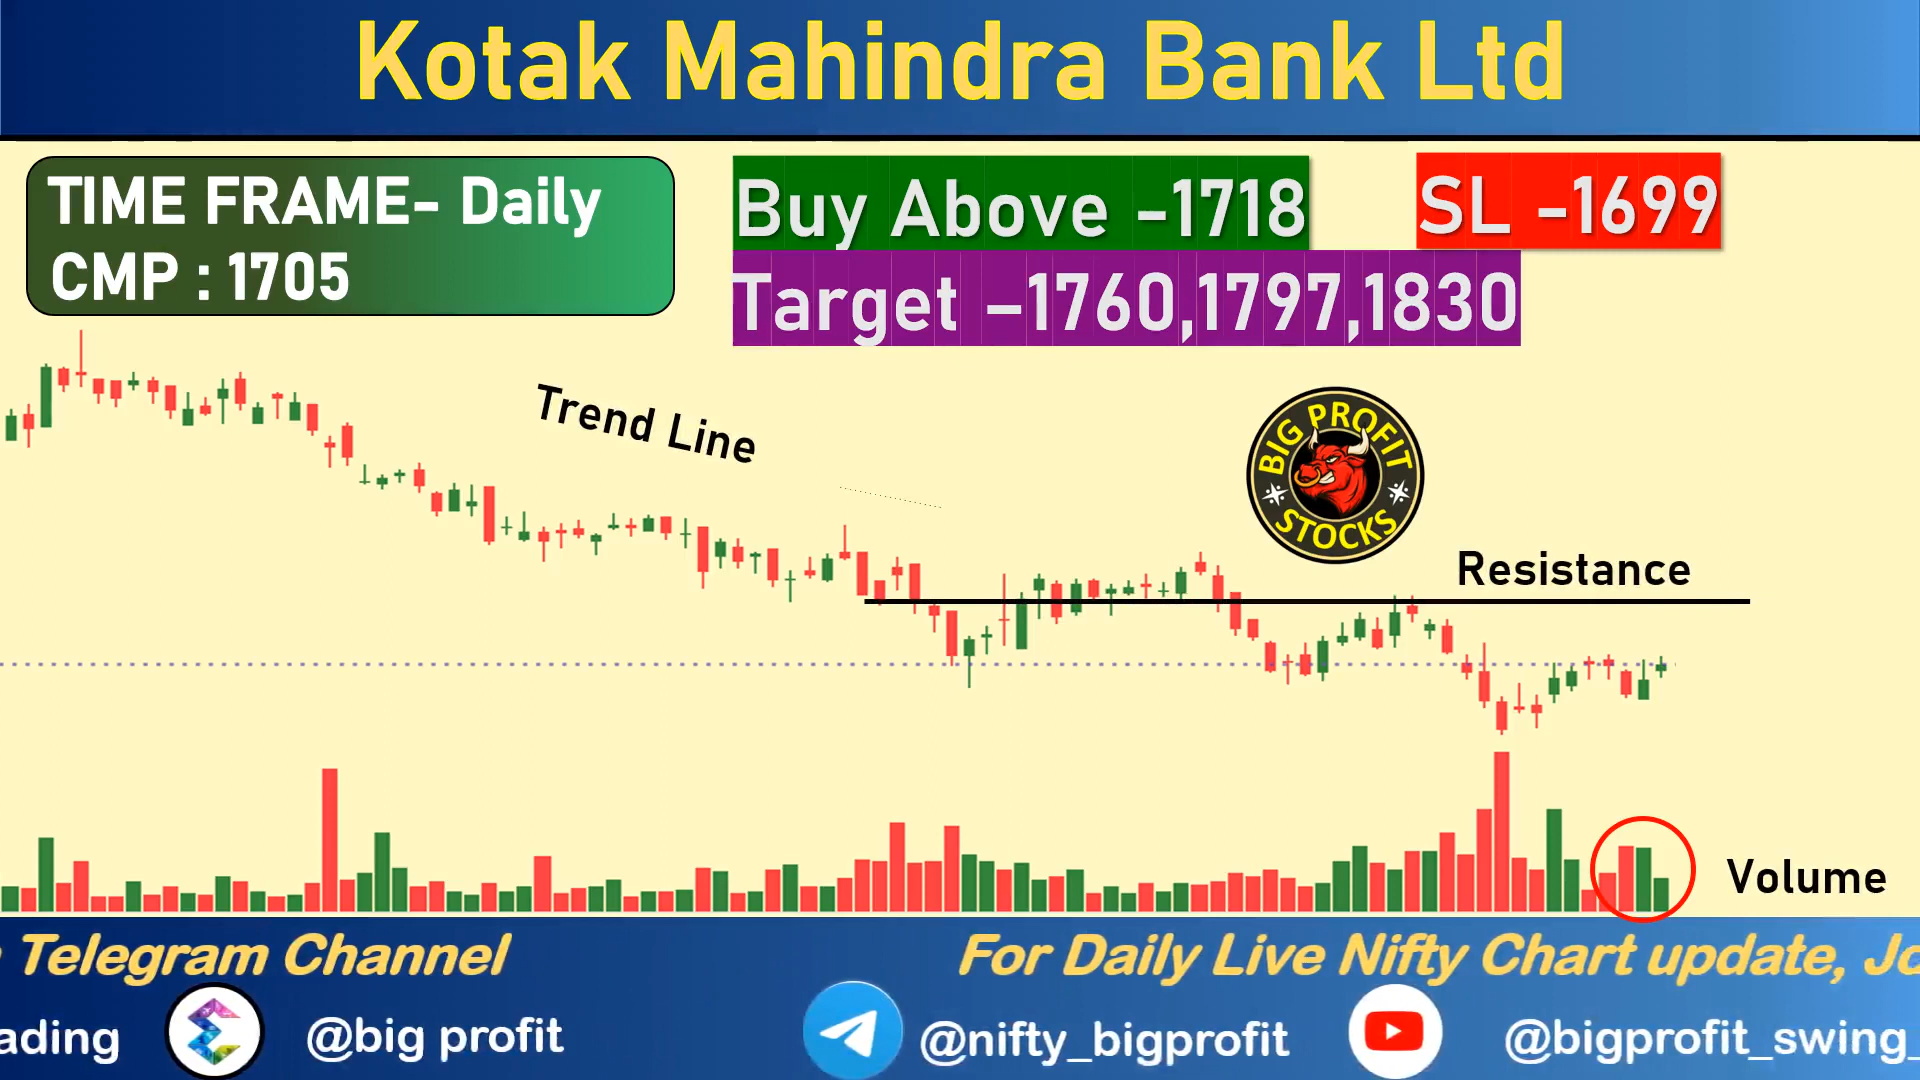 Kotak Mahindra Bank Ltd
TIME FRAME- Daily
CMP : 1705
Buy Above -1718
SL -1699
Target -1760,1797,1830
Trend Line
BIG PROFIT
STOCKS
Resistance
Volume
Telegram Channel
For Daily Live Nifty Chart update, Jo
ading
@big profit
@nifty_bigprofit
@bigprofit_swing_